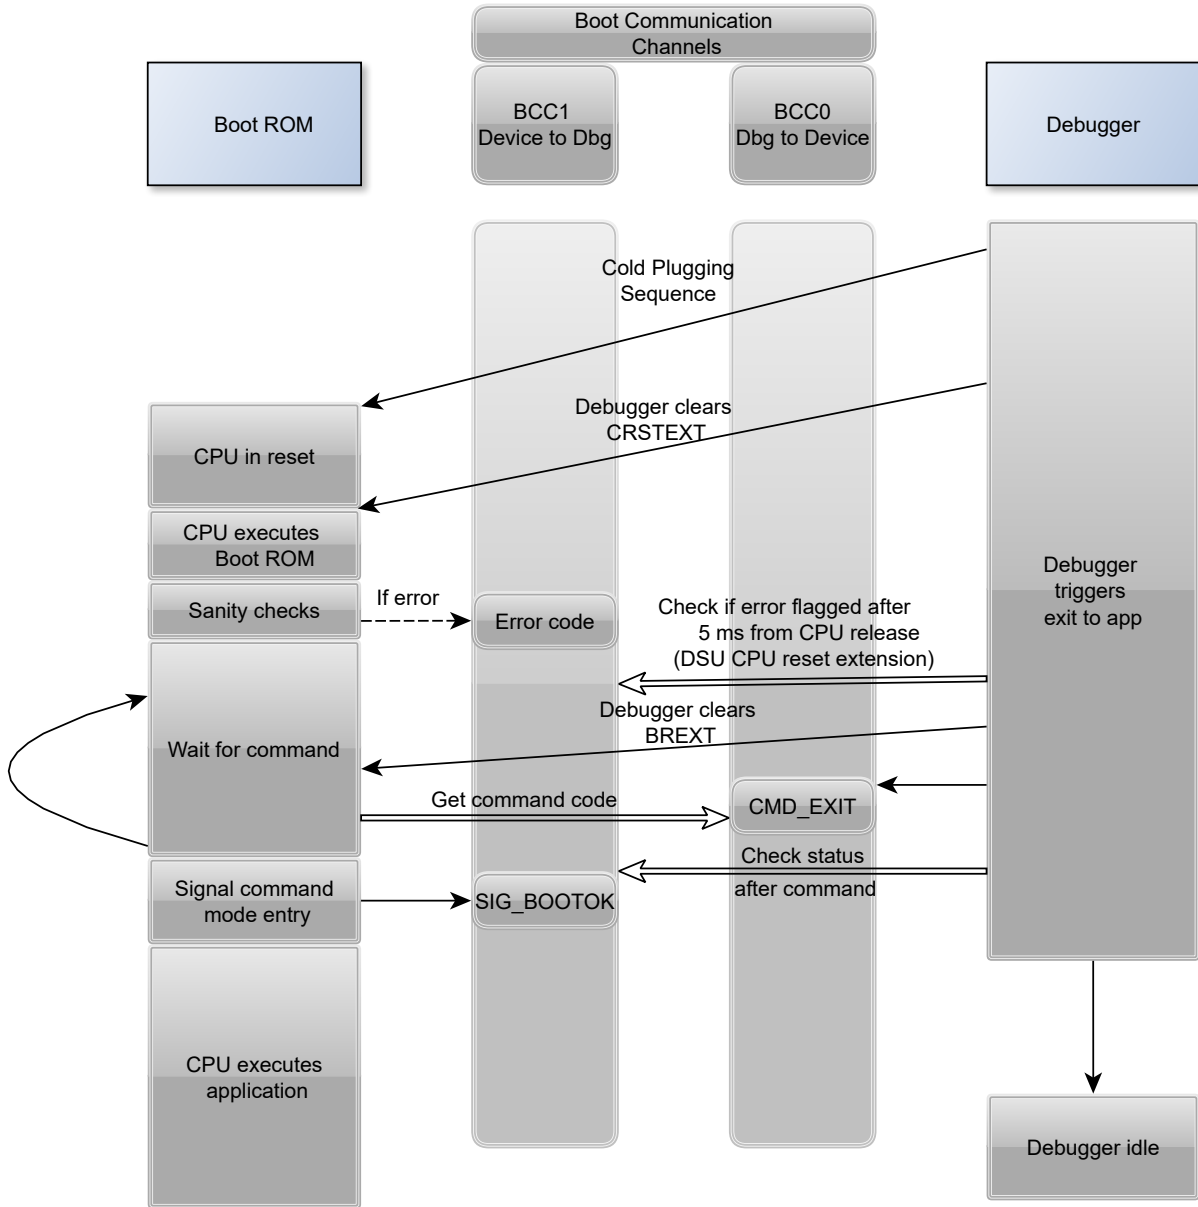 Boot Communication
Channels
Boot ROM
BCC1
Device to Dbg
BCC0
Dbg to Device
Debugger
Cold Plugging
Sequence
Debugger clears
CRSTEXT
CPU in reset
CPU executes
Boot ROM
Sanity checks
If error
Error code
Check if error flagged after
5 ms from CPU release
(DSU CPU reset extension)
Debugger
triggers
exit to app
Debugger clears
BREXT
Wait for command
Get command code
CMD_EXIT
Check status
after command
Signal command
mode entry
SIG_BOOTOK
CPU executes
application
Debugger idle